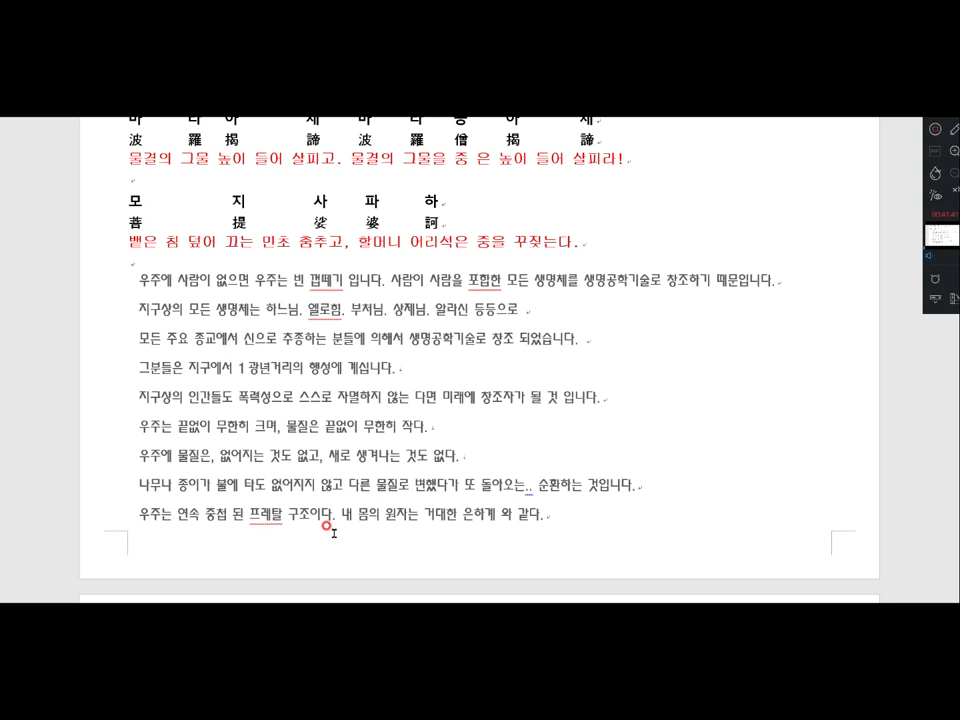 波 羅 揭 諦 波 羅 僧 揭 諦
물결의 그물 높이 들어 살피고. 물결의 그물을 중 은 높이 들어 살피라!
모 지 사 파 하
菩 提 娑 婆 訶
뱉은 침 덮어 끄는 민초 춤추고, 할머니 어리석은 중을 꾸짖는다.
우주에 사람이 없으면 우주는 빈 껍떼기 입니다. 사람이 사람을 포함한 모든 생명체를 생명공학기술로 창조하기 때문입니다.
지구상의 모든 생명체는 하느님. 엘로힘. 부처님. 상제님. 알라신 등등으로
모든 주요 종교에서 신으로 추종하는 분들에 의해서 생명공학기술로 창조 되었습니다.
그분들은 지구에서 1광년거리의 행성에 계십니다.
지구상의 인간들도 폭력성으로 스스로 자멸하지 않는 다면 미래에 창조자가 될 것 입니다.
우주는 끝없이 무한히 크며, 물질은 끝없이 무한히 작다.
우주에 물질은, 없어지는 것도 없고, 새로 생겨나는 것도 없다.
나무나 종이가 불에 타도 없어지지 않고 다른 물질로 변했다가 또 돌아오는.. 순환하는 것입니다.
우주는 연속 중첩 된 프레탈 구조이다. 내 몸의 원자는 거대한 은하계 와 같다.